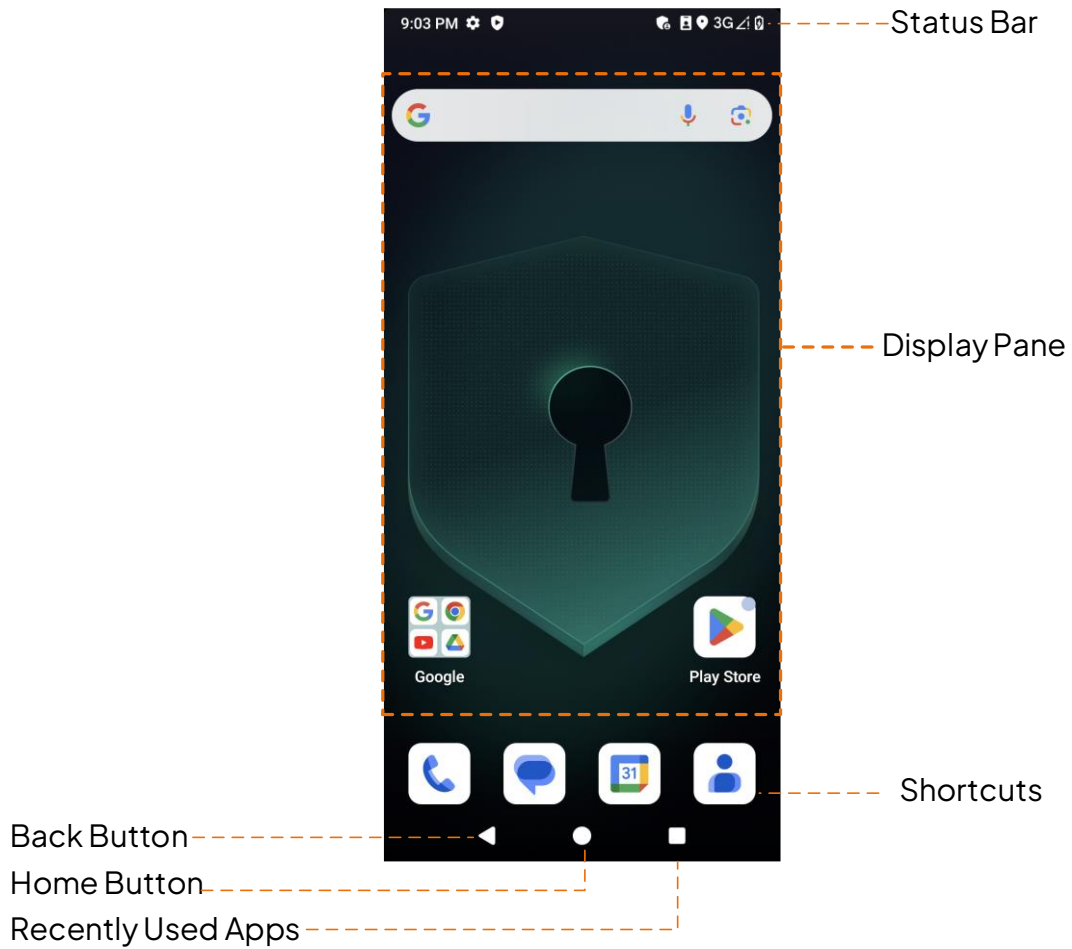 9:03 PM
3G
Status Bar
Display Pane
Google
Play Store
31
Shortcuts
Back Button
Home Button
Recently Used Apps